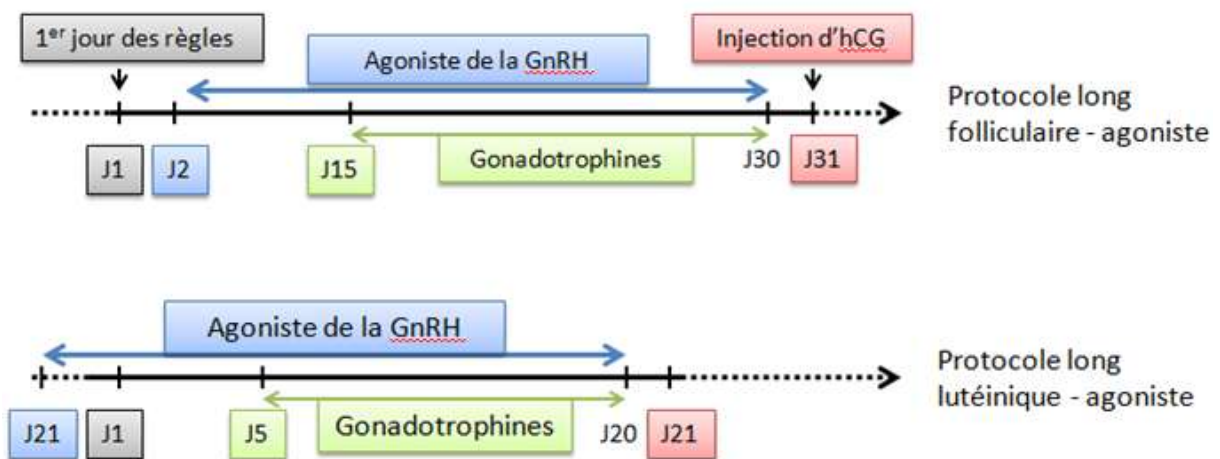 1er jour des règles
Agoniste de la GnRH
Injection d'hCG
Protocole long
folliculaire - agoniste
Gonadotrophines
J1
J2
J15
J30
J31
Agoniste de la GnRH
Protocole long
lutéinique - agoniste
J21
J1
J5
Gonadotrophines
J20
J21